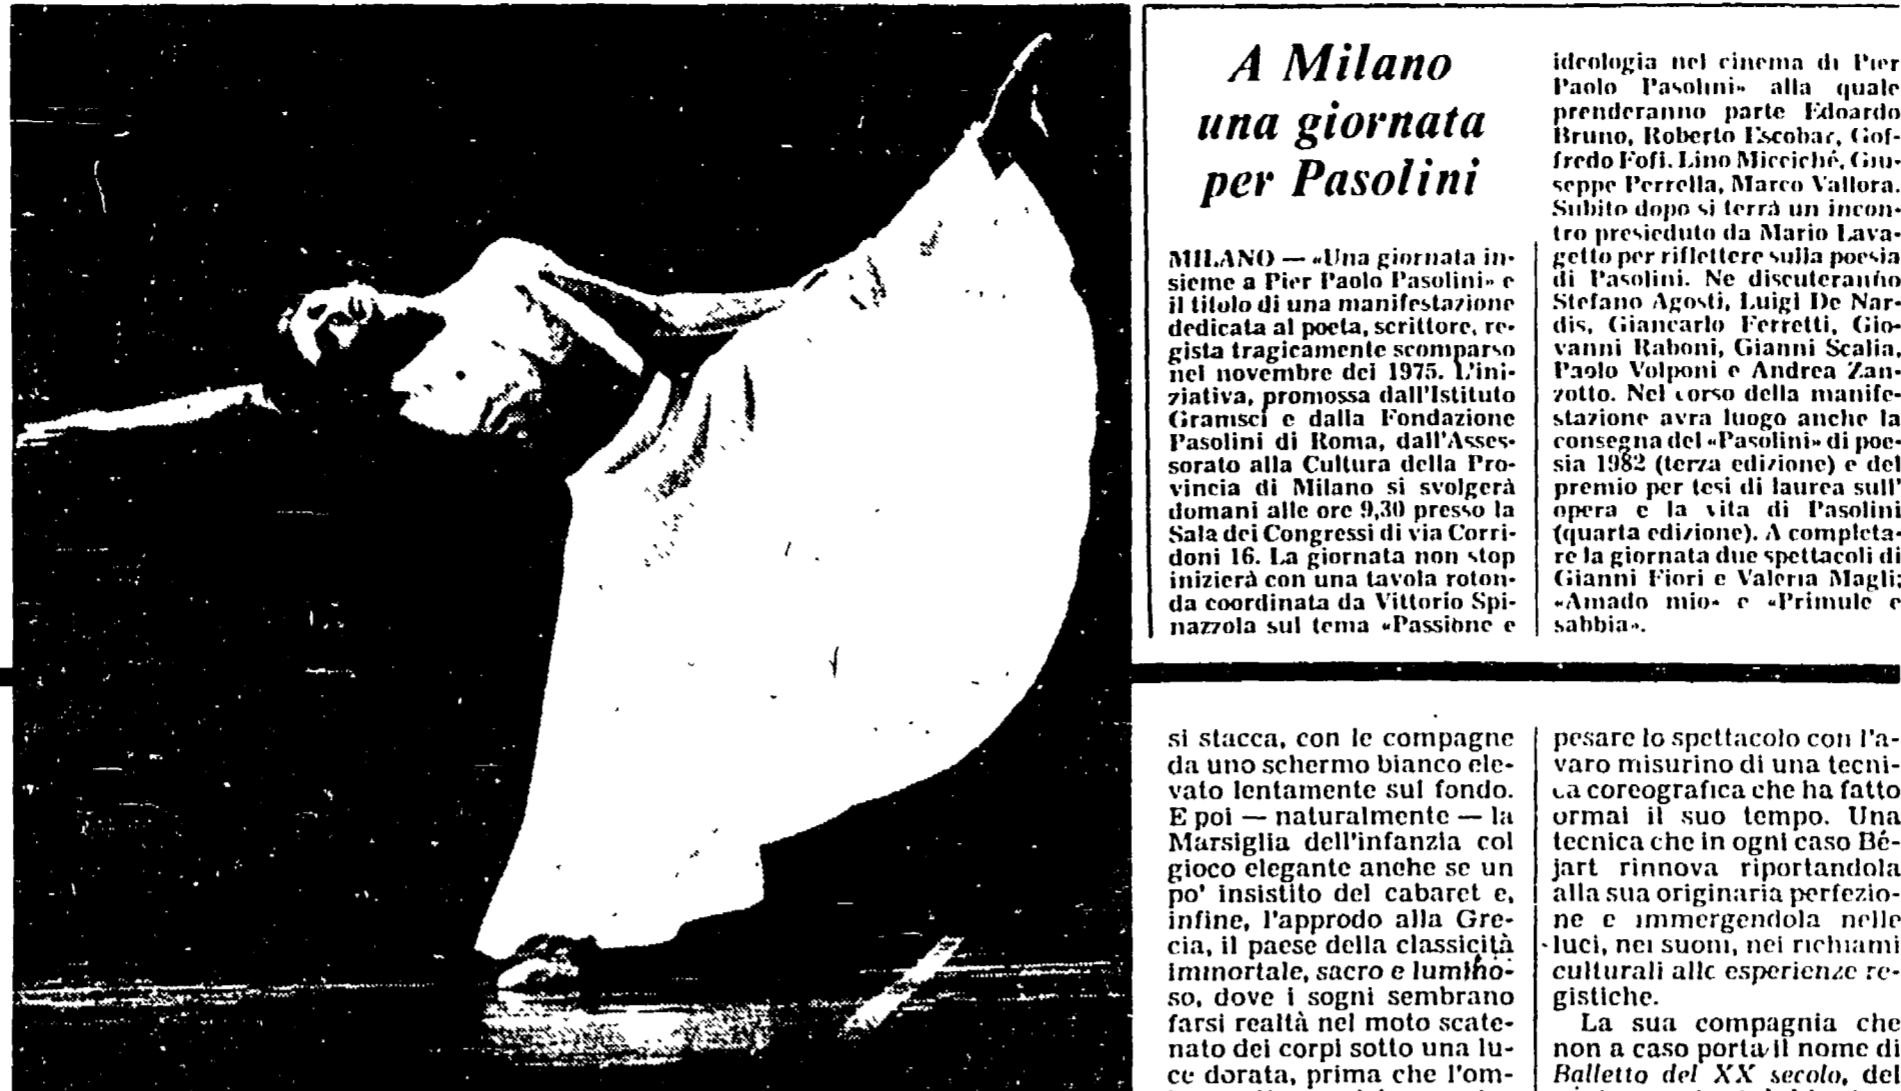 A Milano
una giornata
per Pasolini
MILANO — «Una giornata in-
sieme a Pier Paolo Pasolini» e
il titolo di una manifestazione
dedicata al poeta, scrittore, re-
gista tragicamente scomparso
nel novembre del 1975. L'ini-
ziativa, promossa dall'Istituto
Gramsci e dalla Fondazione
Pasolini di Roma, dall'Asses-
sorato alla Cultura della Pro-
vincia di Milano si svolgerà
domani alle ore 9,30 presso la
Sala dei Congressi di via Corri-
doni 16. La giornata non stop
inizierà con una tavola roton-
da coordinata da Vittorio Spi-
nazzola sul tema «Passione e
ideologia nel cinema di Pier
Paolo Pasolini» alla quale
prenderanno parte Edoardo
Bruno, Roberto Escobar, Gof-
fredo Fofi, Lino Micciché, Giu-
seppe Perrella, Marco Vallora.
Subito dopo si terrà un incon-
tro presieduto da Mario Lava-
getto per riflettere sulla poesia
di Pasolini. Ne discuteranno
Stefano Agosti, Luigi De Nar-
dis, Giancarlo Ferretti, Gio-
vanni Raboni, Gianni Scalia,
Paolo Volponi e Andrea Zan-
zotto. Nel corso della manife-
stazione avra luogo anche la
consegna del «Pasolini» di poe-
sia 1982 (terza edizione) e del
premio per tesi di laurea sull'
opera e la vita di Pasolini
(quarta edizione). A completa-
re la giornata due spettacoli di
Gianni Fiori e Valeria Magli;
«Amado mio» e «Primule e
sabbia».
si stacca, con le compagne
da uno schermo bianco ele-
vato lentamente sul fondo.
E poi — naturalmente — la
Marsiglia dell'infanzia col
gioco elegante anche se un
po' insistito del cabaret e,
infine, l'approdo alla Gre-
cia, il paese della classicità
immortale, sacro e lumino-
so, dove i sogni sembrano
farsi realtà nel moto scate-
nato dei corpi sotto una lu-
ce dorata, prima che l'om-
pesare lo spettacolo con l'a-
varo misurino di una tecni-
ca coreografica che ha fatto
ormai il suo tempo. Una
tecnica che in ogni caso Bé-
jart rinnova riportandola
alla sua originaria perfezio-
ne e immergendola nelle
luci, nei suoni, nei richiami
culturali alle esperienze re-
gistiche.
La sua compagnia che
non a caso porta il nome di
Balletto del XX secolo, del